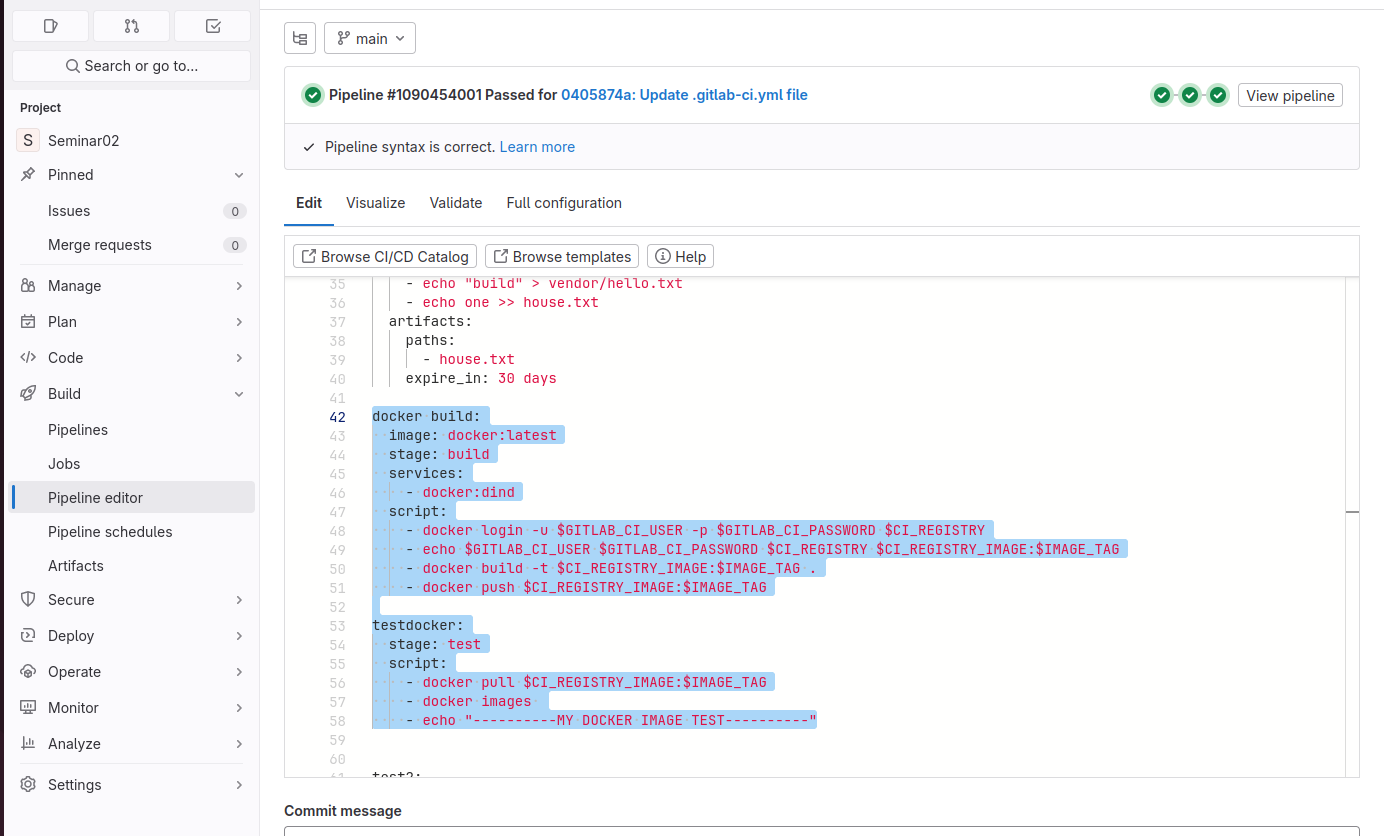 main
Search or go to...
Pipeline #1090454001 Passed for 0405874a: Update .gitlab-ci.yml file
View pipeline
Project
S Seminar02
Pipeline syntax is correct. Learn more
Pinned
Issues 0
Merge requests 0
Manage
Plan
Code
Build
Pipelines
Jobs
Pipeline editor
Pipeline schedules
Artifacts
Secure
Deploy
Operate
Monitor
Analyze
Settings
Edit Visualize Validate Full configuration
Browse CI/CD Catalog Browse templates Help
35 - echo "build" > vendor/hello.txt
36 - echo one >> house.txt
37 artifacts:
38 paths:
39 - house.txt
40 expire_in: 30 days
41
42 docker build:
43 image: docker:latest
44 stage: build
45 services:
46 - docker:dind
47 script:
48 - docker login -u $GITLAB_CI_USER -p $GITLAB_CI_PASSWORD $CI_REGISTRY
49 - echo $GITLAB_CI_USER $GITLAB_CI_PASSWORD $CI_REGISTRY $CI_REGISTRY_IMAGE:$IMAGE_TAG
50 - docker build -t $CI_REGISTRY_IMAGE:$IMAGE_TAG .
51 - docker push $CI_REGISTRY_IMAGE:$IMAGE_TAG
52
53 testdocker:
54 stage: test
55 script:
56 - docker pull $CI_REGISTRY_IMAGE:$IMAGE_TAG
57 - docker images
58 - echo "----------MY DOCKER IMAGE TEST----------"
59
60
61 test2:
Commit message